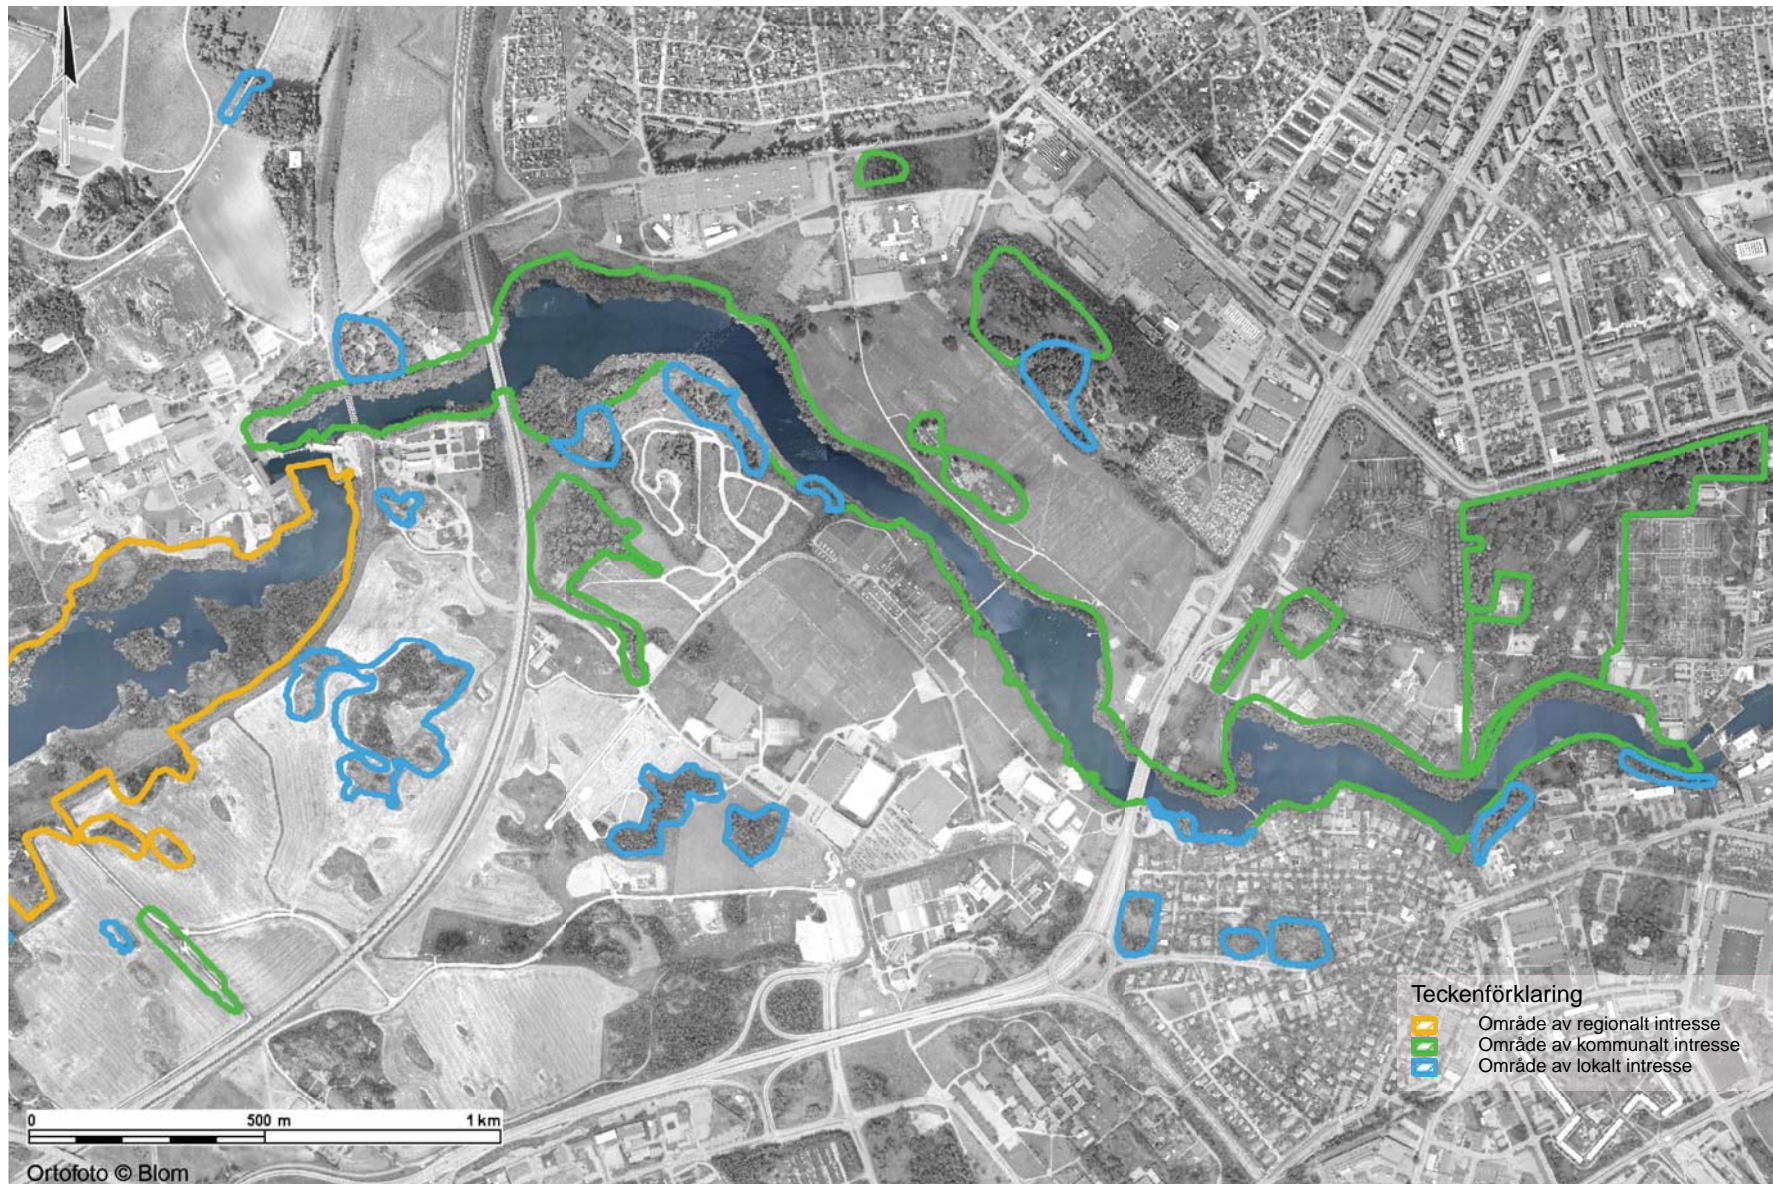 Teckenförklaring
Område av regionalt intresse
Område av kommunalt intresse
Område av lokalt intresse
0 500 m 1 km
Ortofoto © Blom